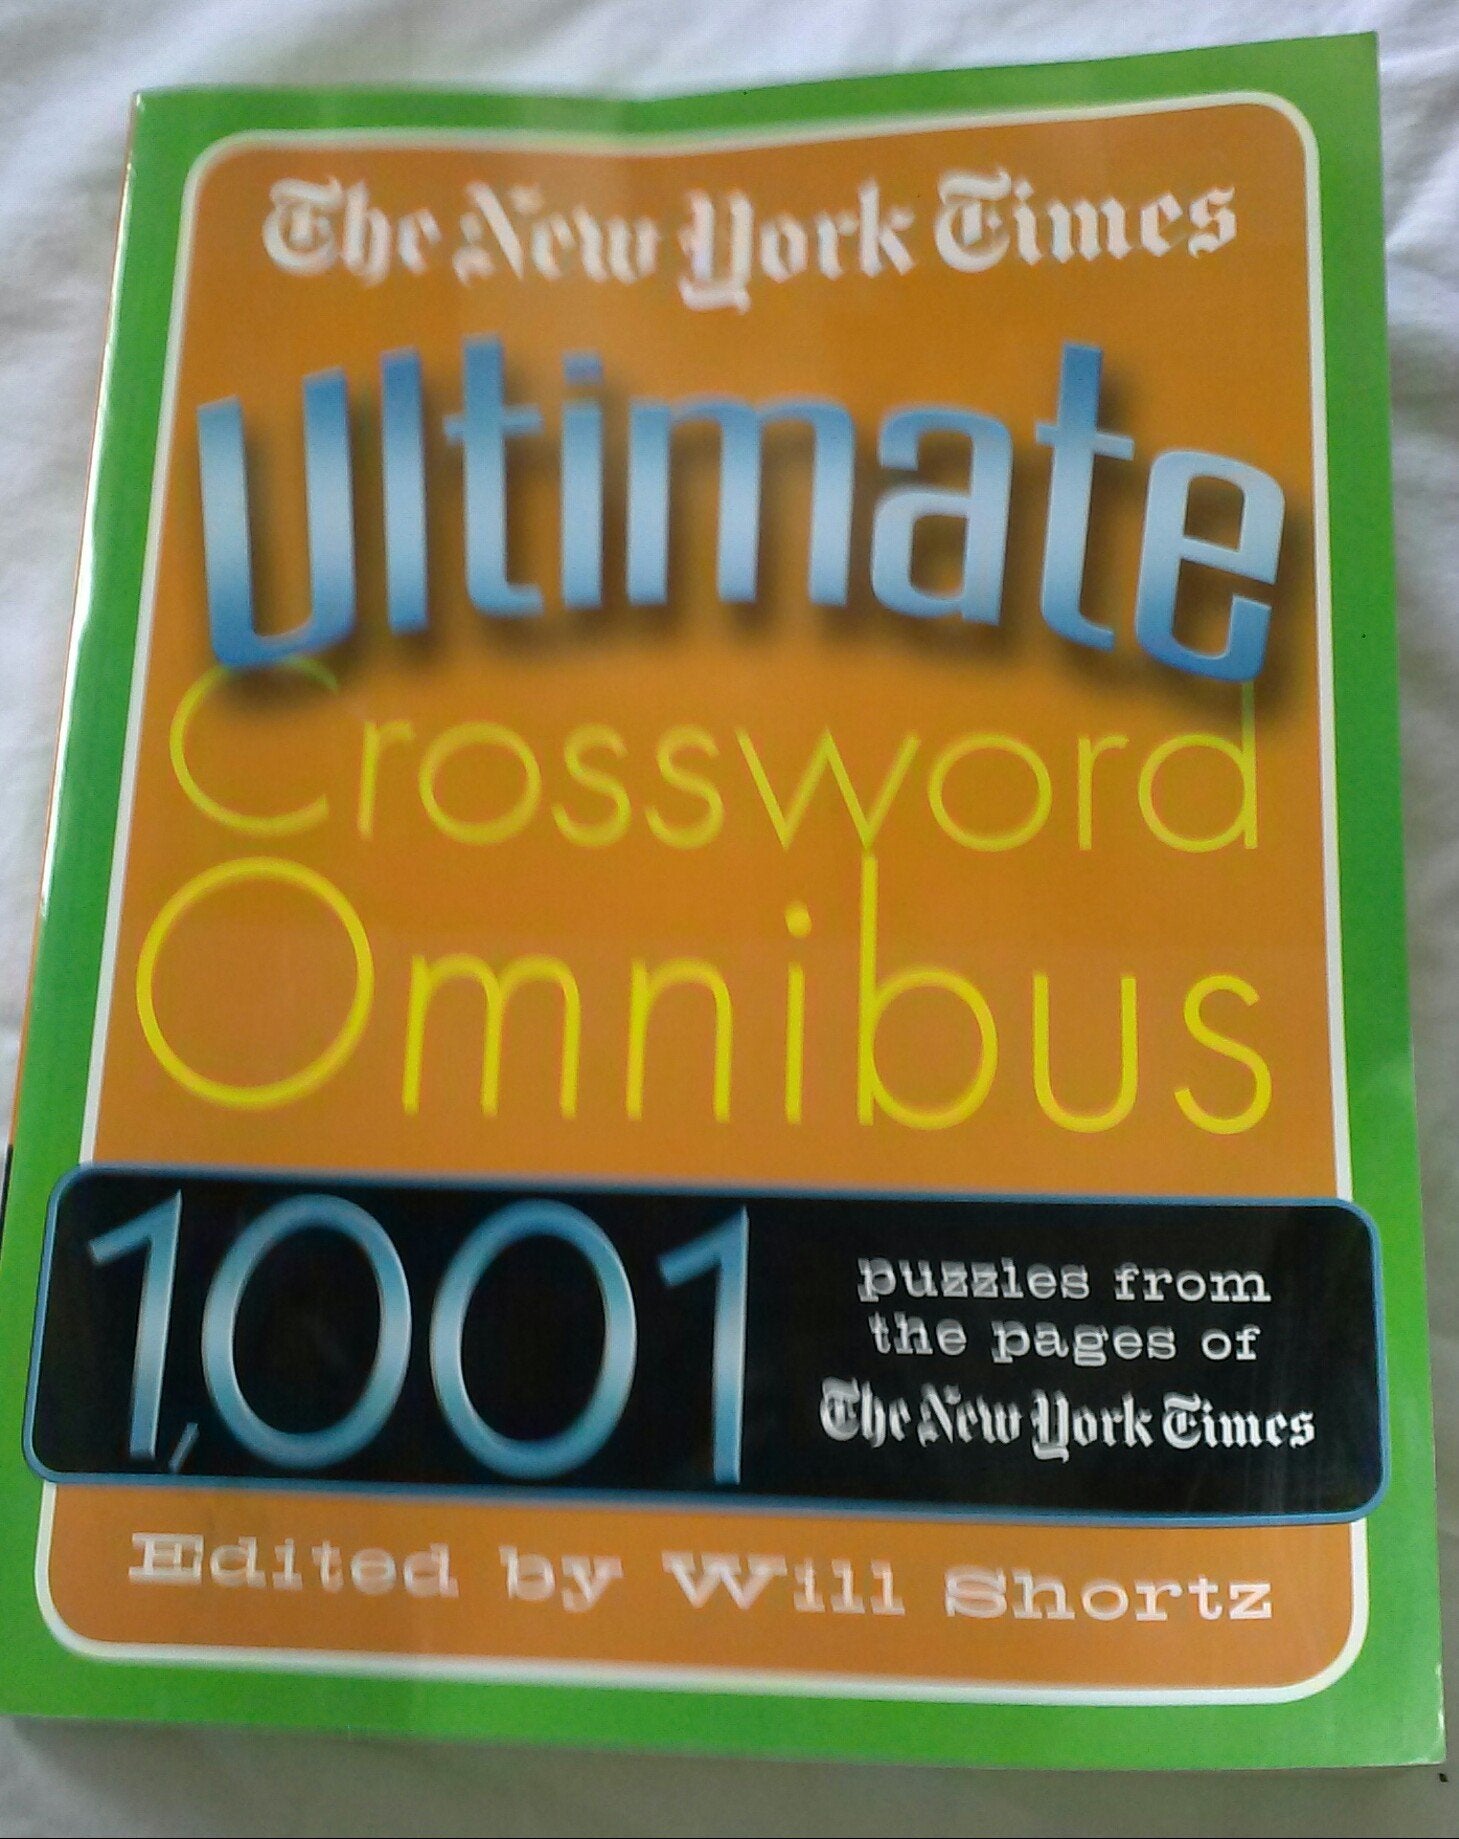 The New York Times
Ultimate
Crossword
Omnibus
1,001
puzzles from
the pages of
The New York Times
Edited by Will Shortz